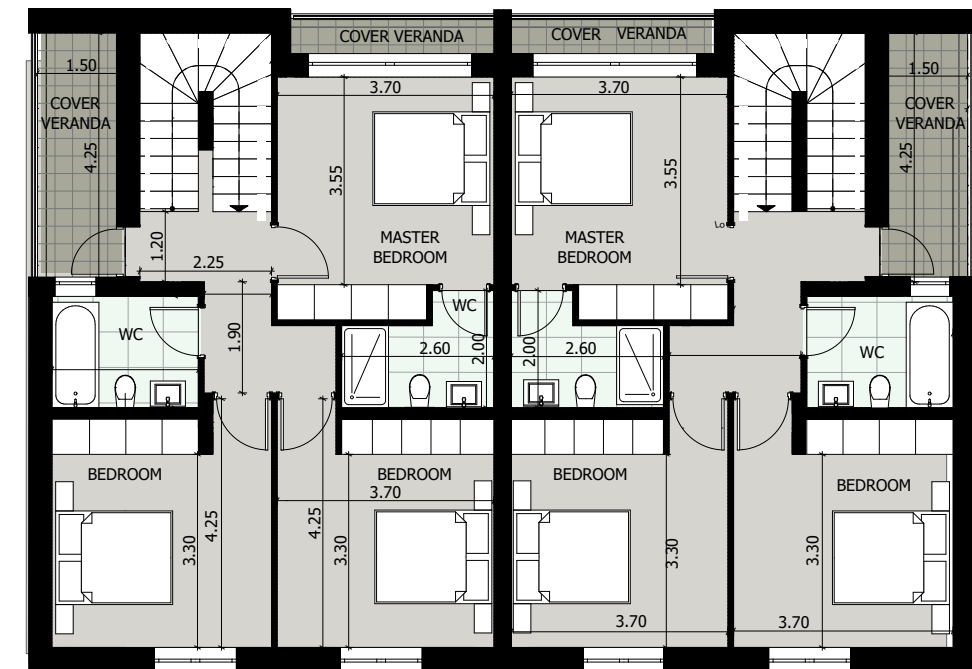 COVER VERANDA
COVER VERANDA
1.50
3.70
3.70
1.50
COVER
VERANDA
COVER
VERANDA
4.25
4.25
3.55
3.55
MASTER
BEDROOM
MASTER
BEDROOM
1.20
2.25
WC
WC
1.90
2.60
2.00
2.00
2.60
WC
BEDROOM
BEDROOM
BEDROOM
BEDROOM
3.70
4.25
4.25
3.30
3.30
3.30
3.30
3.70
3.70